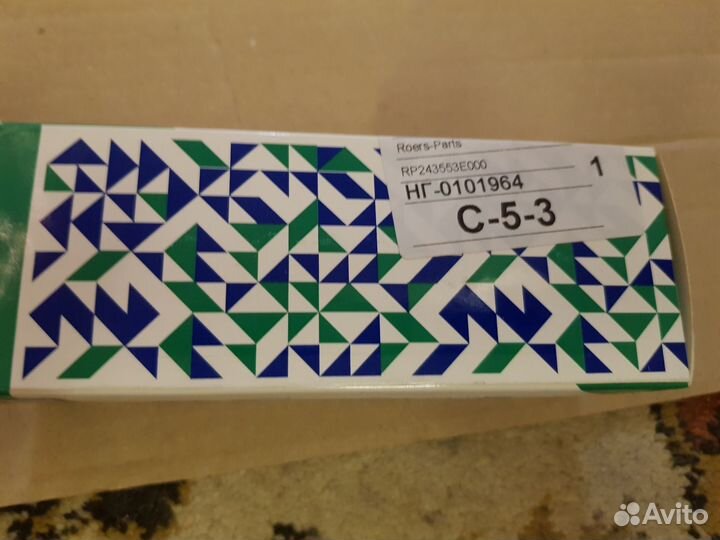 Roers-Parts
RP243553E000
1
НГ-0101964
C-5-3
Avito